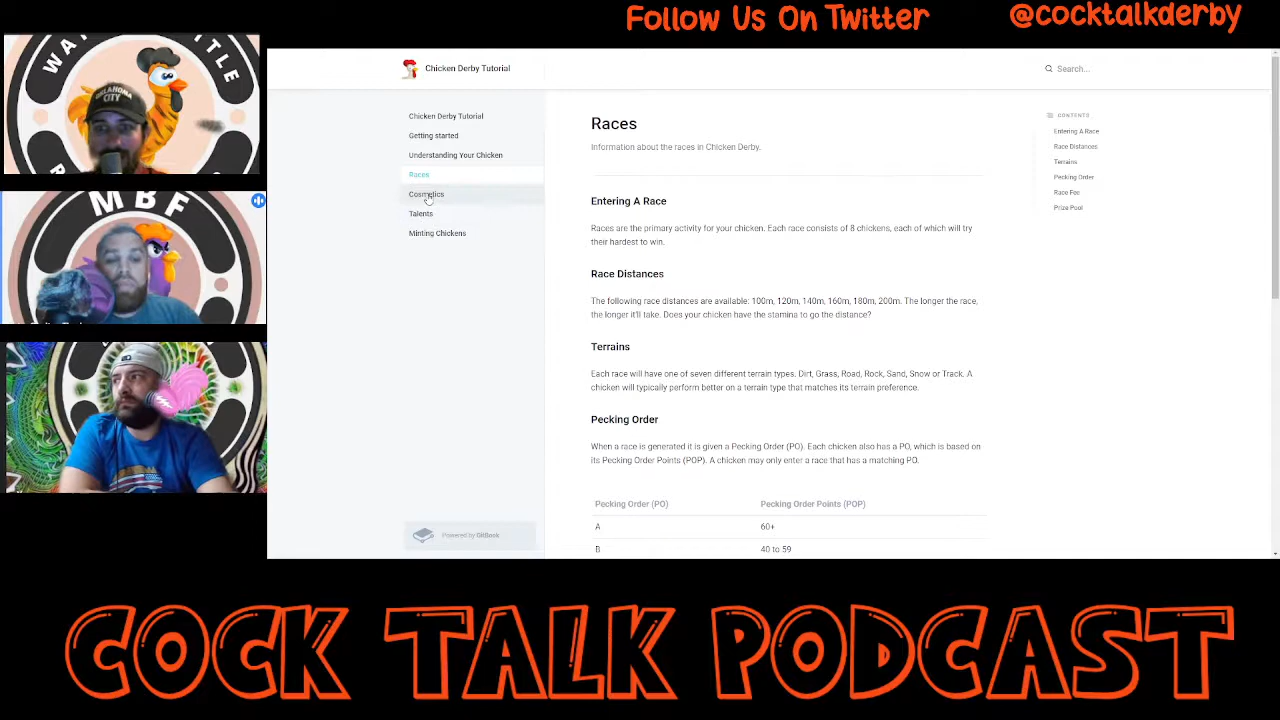 Follow Us On Twitter
@cocktalkderby
WA
TTLE
OKLAHOMA
CITY
MBF
Chicken Derby Tutorial
Search...
Chicken Derby Tutorial
Getting started
Understanding Your Chicken
Races
Cosmetics
Talents
Minting Chickens
Powered by GitBook
Races
Information about the races in Chicken Derby.
Entering A Race
Races are the primary activity for your chicken. Each race consists of 8 chickens, each of which will try
their hardest to win.
Race Distances
The following race distances are available: 100m, 120m, 140m, 160m, 180m, 200m. The longer the race,
the longer it'll take. Does your chicken have the stamina to go the distance?
Terrains
Each race will have one of seven different terrain types. Dirt, Grass, Road, Rock, Sand, Snow or Track. A
chicken will typically perform better on a terrain type that matches its terrain preference.
Pecking Order
When a race is generated it is given a Pecking Order (PO). Each chicken also has a PO, which is based on
its Pecking Order Points (POP). A chicken may only enter a race that has a matching PO.
Pecking Order (PO) Pecking Order Points (POP)
A 60+
B 40 to 59
CONTENTS
Entering A Race
Race Distances
Terrains
Pecking Order
Race Fee
Prize Pool
COCK TALK PODCAST